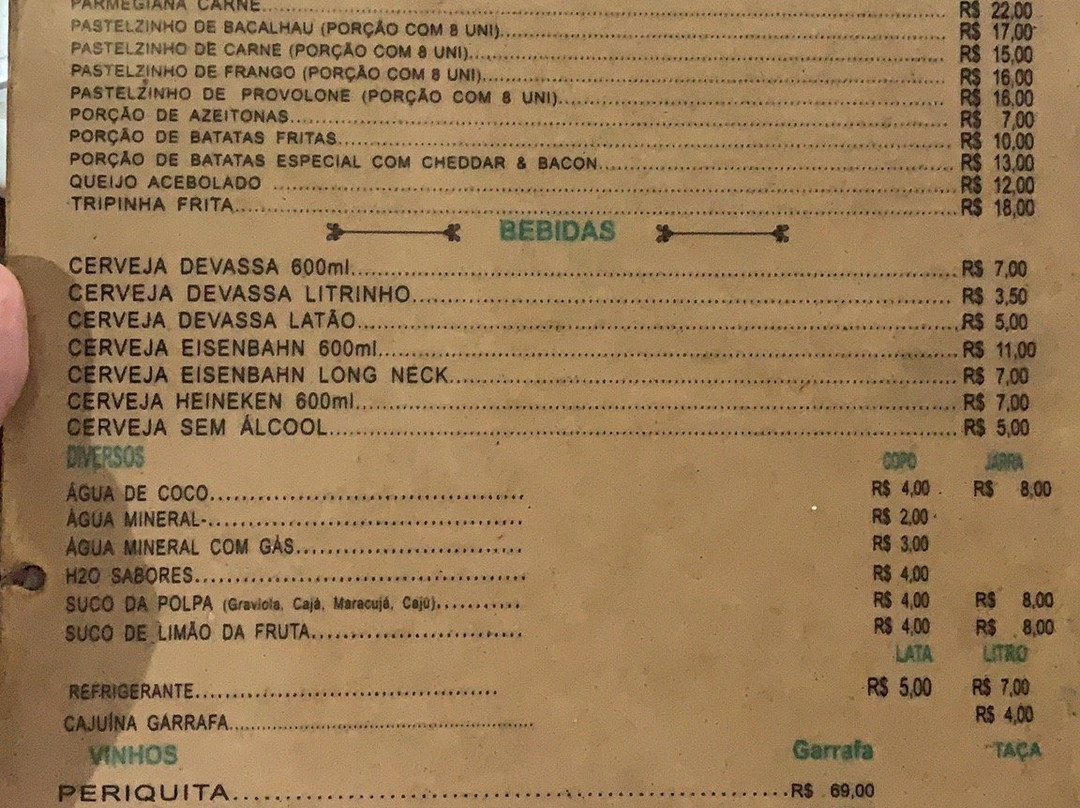 PARMEGIANA CARNE........ R$ 22,00
PASTELZINHO DE BACALHAU (PORÇÃO COM 8 UNI)........ R$ 17,00
PASTELZINHO DE CARNE (PORÇÃO COM 8 UNI)........ R$ 15,00
PASTELZINHO DE FRANGO (PORÇÃO COM 8 UNI)........ R$ 16,00
PASTELZINHO DE PROVOLONE (PORÇÃO COM 8 UNI)........ R$ 16,00
PORÇÃO DE AZEITONAS........ R$ 7,00
PORÇÃO DE BATATAS FRITAS........ R$ 10,00
PORÇÃO DE BATATAS ESPECIAL COM CHEDDAR & BACON........ R$ 13,00
QUEIJO ACEBOLADO ........ R$ 12,00
TRIPINHA FRITA........ R$ 18,00
BEBIDAS
CERVEJA DEVASSA 600ml........ R$ 7,00
CERVEJA DEVASSA LITRINHO........ R$ 3,50
CERVEJA DEVASSA LATÃO........ R$ 5,00
CERVEJA EISENBAHN 600ml........ R$ 11,00
CERVEJA EISENBAHN LONG NECK........ R$ 7,00
CERVEJA HEINEKEN 600ml........ R$ 7,00
CERVEJA SEM ÁLCOOL........ R$ 5,00
DIVERSOS COPO JARRA
ÁGUA DE COCO........ R$ 4,00 R$ 8,00
ÁGUA MINERAL-........ R$ 2,00
ÁGUA MINERAL COM GÁS........ R$ 3,00
H2O SABORES........ R$ 4,00
SUCO DA POLPA (Graviola, Cajá, Maracujá, Cajú)........ R$ 4,00 R$ 8,00
SUCO DE LIMÃO DA FRUTA........ R$ 4,00 R$ 8,00
LATA LITRO
REFRIGERANTE........ R$ 5,00 R$ 7,00
CAJUÍNA GARRAFA........ R$ 4,00
VINHOS Garrafa TAÇA
PERIQUITA........ R$ 69,00